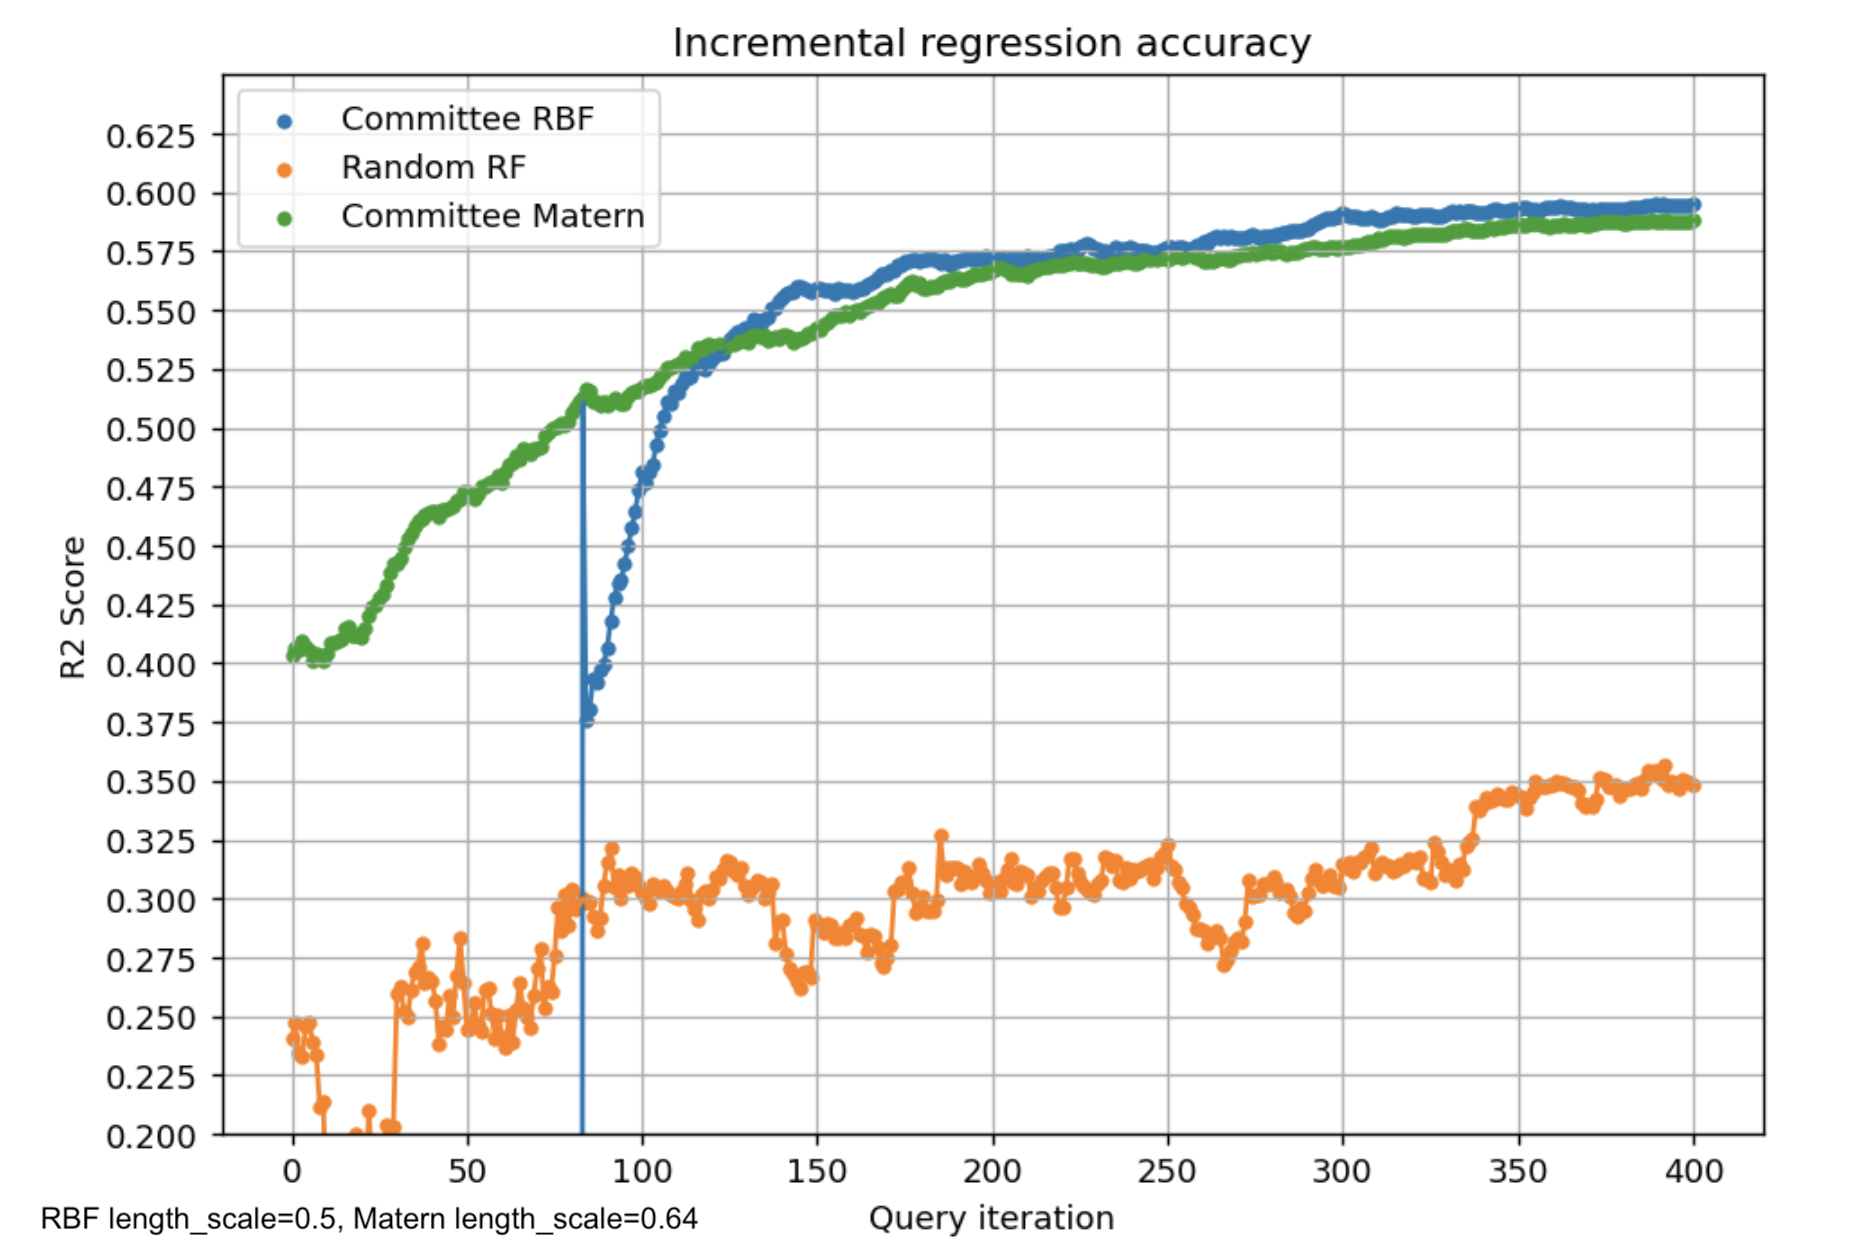 Incremental regression accuracy
Committee RBF
Random RF
Committee Matern
0.625
0.600
0.575
0.550
0.525
0.500
0.475
0.450
0.425
0.400
0.375
0.350
0.325
0.300
0.275
0.250
0.225
0.200
R2 Score
0 50 100 150 200 250 300 350 400
Query iteration
RBF length_scale=0.5, Matern length_scale=0.64